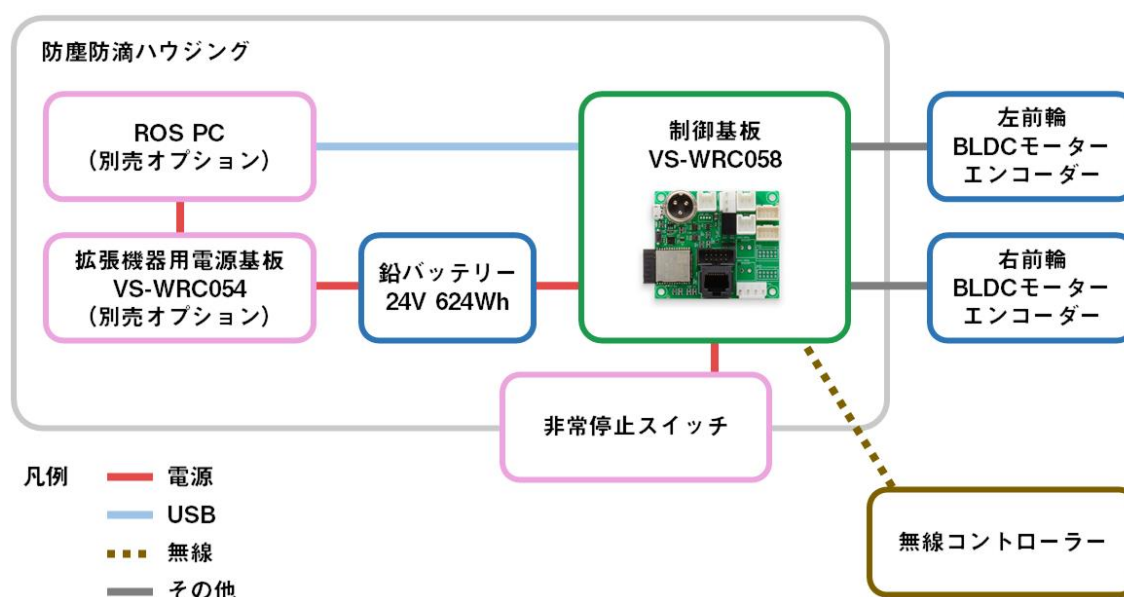 防塵防滴ハウジング
ROS PC
（別売オプション）
制御基板
VS-WRC058
左前輪
BLDCモーター
エンコーダー
拡張機器用電源基板
VS-WRC054
（別売オプション）
鉛バッテリー
24V 624Wh
右前輪
BLDCモーター
エンコーダー
非常停止スイッチ
凡例
電源
USB
無線
その他
無線コントローラー